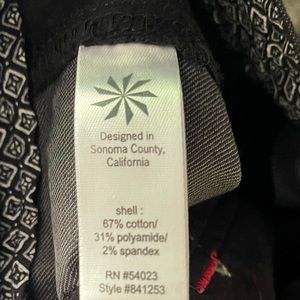 Designed in
Sonoma County,
California
shell :
67% cotton/
31% polyamide/
2% spandex
RN #54023
Style #841253